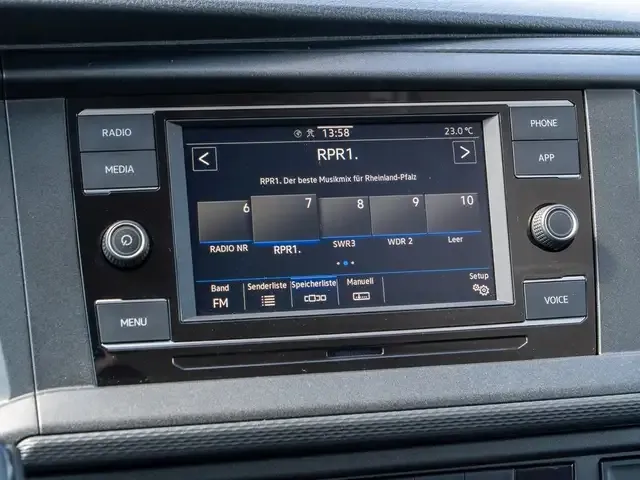 RADIO
MEDIA
MENU
13:58
23.0 °C
< RPR1. >
RPR1. Der beste Musikmix für Rheinland-Pfalz
6 7 8 9 10
RADIO NR RPR1. SWR3 WDR 2 Leer
Band Senderliste Speicherliste Manuell Setup
FM
PHONE
APP
VOICE